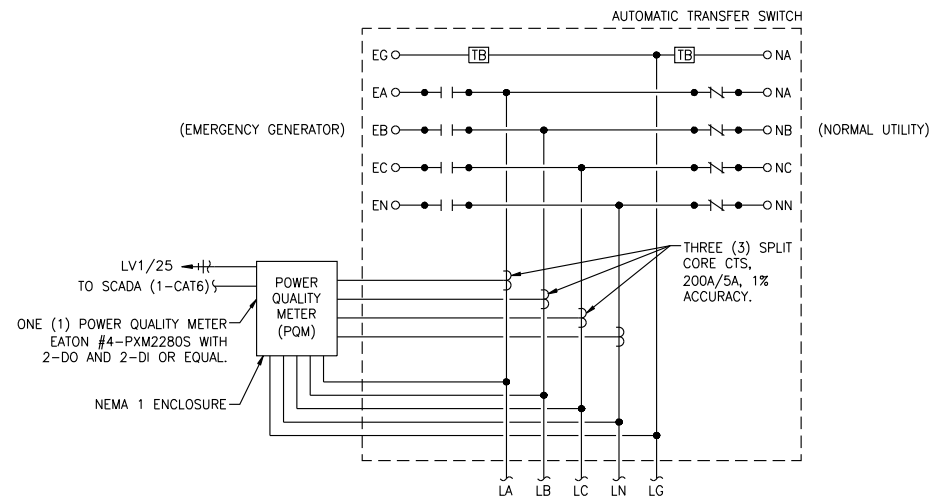 AUTOMATIC TRANSFER SWITCH
EG TB TB NA
EA NA
(EMERGENCY GENERATOR) EB NB (NORMAL UTILITY)
EC NC
EN NN
THREE (3) SPLIT
CORE CTS,
200A/5A, 1%
ACCURACY.
LV1/25
TO SCADA (1-CAT6)
POWER
QUALITY
METER
(PQM)
ONE (1) POWER QUALITY METER
EATON #4-PXM2280S WITH
2-DO AND 2-DI OR EQUAL.
NEMA 1 ENCLOSURE
LA LB LC LN LG